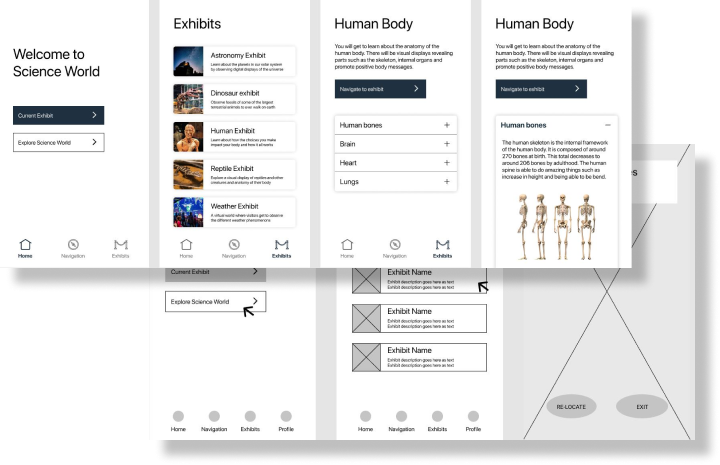 Welcome to
Science World
Current Exhibit
Explore Science World
Home
Navigation
Exhibits
Exhibits
Astronomy Exhibit
Learn about the planets in our solar system
by observing digital displays of the universe
Dinosaur exhibit
Observe fossils of some of the largest
terrestrial animals to ever walk on earth
Human Exhibit
Learn about how the choices you make
impact your body and how it all works
Reptile Exhibit
Explore a visual display of reptiles and other
creatures and anatomy of their body
Weather Exhibit
A virtual world where visitors get to observe
the different weather phenomenons
Home
Navigation
Exhibits
Human Body
You will get to learn about the anatomy of the
human body. There will be visual displays revealing
parts such as the skeleton, internal organs and
promote positive body messages.
Navigate to exhibit
Human bones
Brain
Heart
Lungs
Home
Navigation
Exhibits
Human Body
You will get to learn about the anatomy of the
human body. There will be visual displays revealing
parts such as the skeleton, internal organs and
promote positive body messages.
Navigate to exhibit
Human bones
The human skeleton is the internal framework
of the human body. It is composed of around
270 bones at birth. This total decreases to
around 206 bones by adulthood. The human
spine is able to do amazing things such as
increase in height and being able to be bend.
Current Exhibit
Explore Science World
Home
Navigation
Exhibits
Profile
Exhibit Name
Exhibit description goes here as text
Exhibit description goes here as text
Exhibit Name
Exhibit description goes here as text
Exhibit description goes here as text
Exhibit Name
Exhibit description goes here as text
Exhibit description goes here as text
Home
Navigation
Exhibits
Profile
RE-LOCATE
EXIT